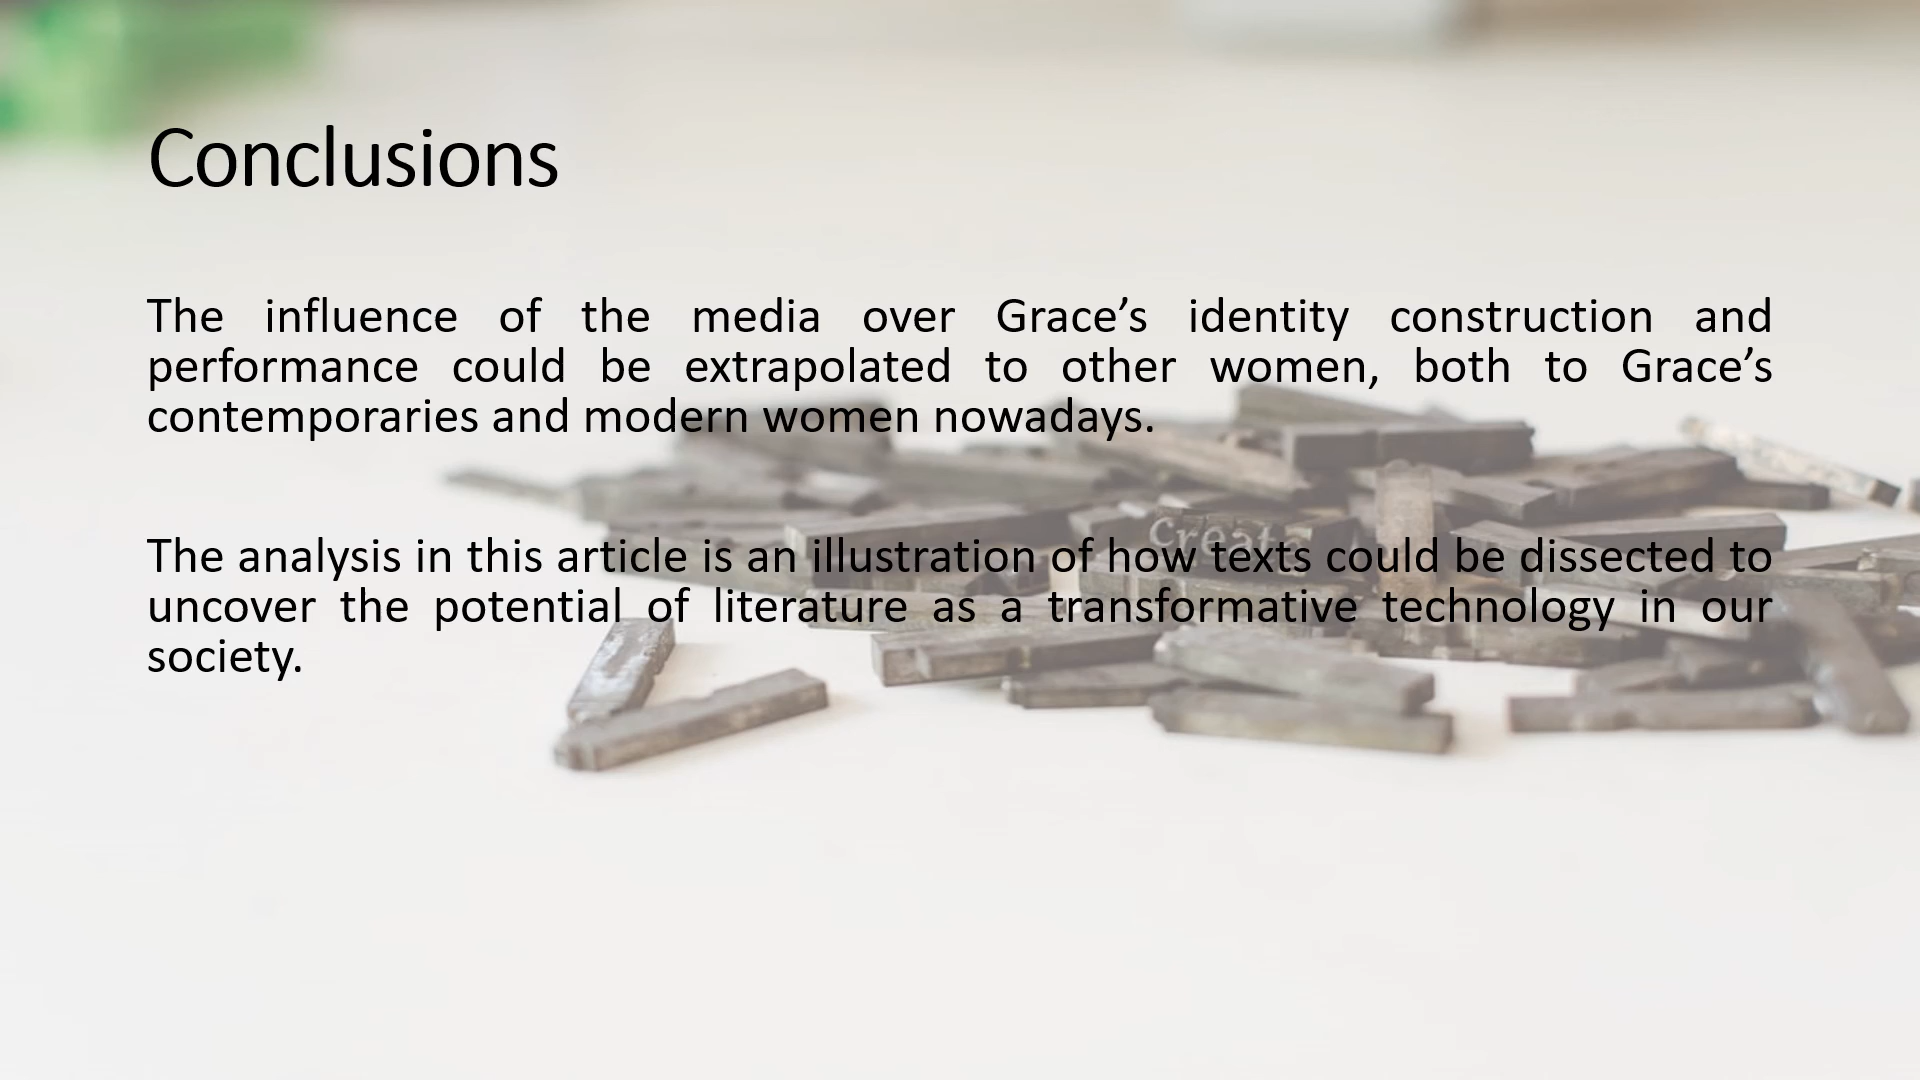 Conclusions
The influence of the media over Grace’s identity construction and
performance could be extrapolated to other women, both to Grace’s
contemporaries and modern women nowadays.
Create
The analysis in this article is an illustration of how texts could be dissected to
uncover the potential of literature as a transformative technology in our
society.